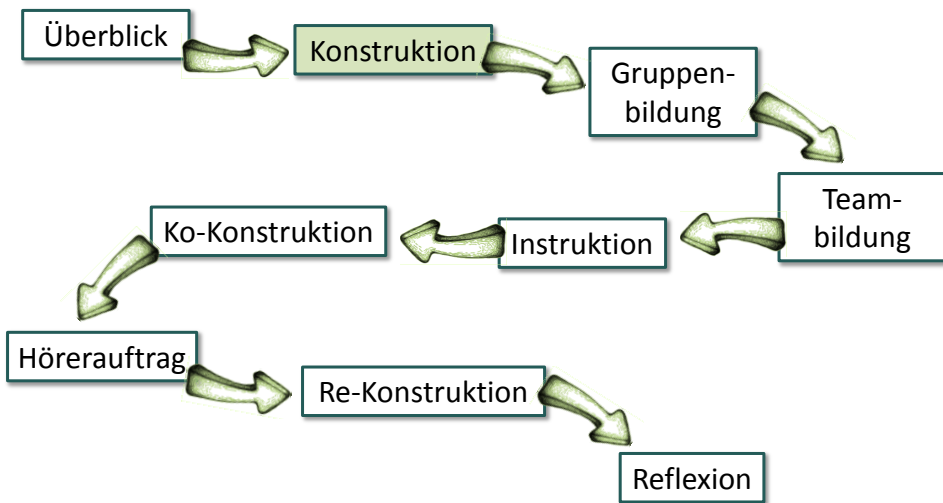 Überblick
Konstruktion
Gruppen-
bildung
Team-
bildung
Instruktion
Ko-Konstruktion
Hörerauftrag
Re-Konstruktion
Reflexion